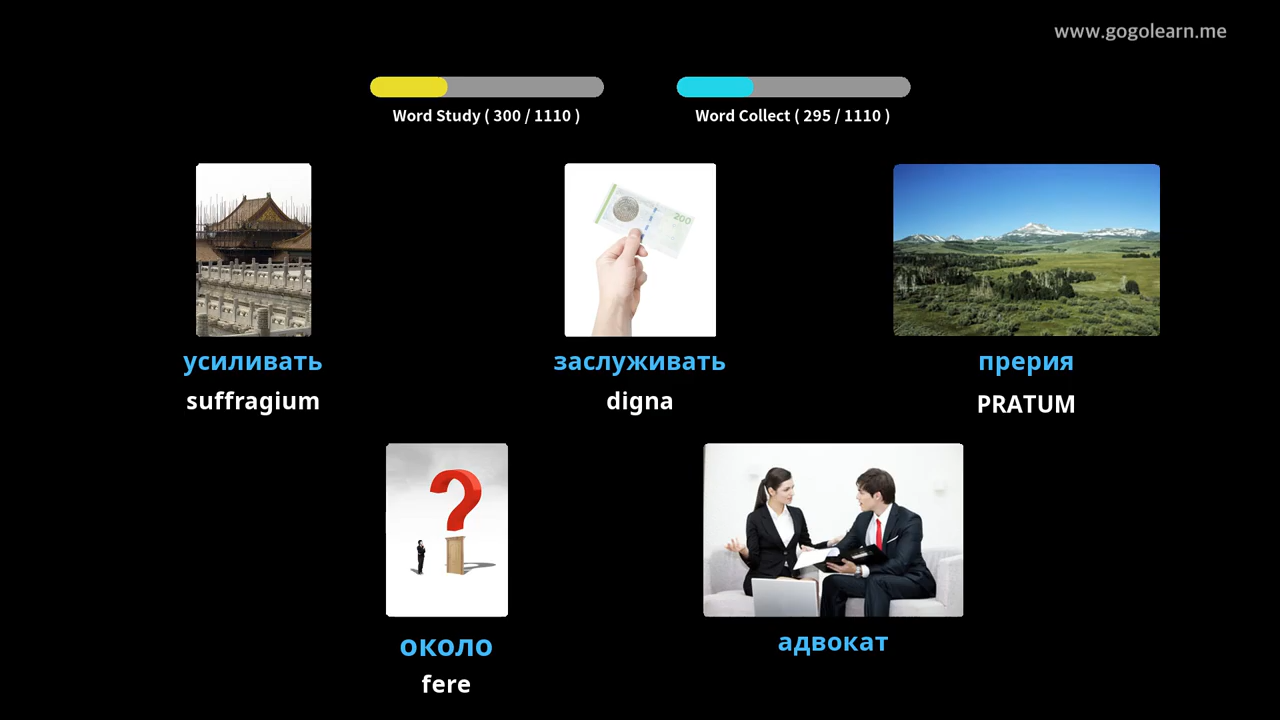 www.gogolearn.me
Word Study ( 300 / 1110 )
Word Collect ( 295 / 1110 )
усиливать
suffragium
заслуживать
digna
прерия
PRATUM
200
около
fere
адвокат